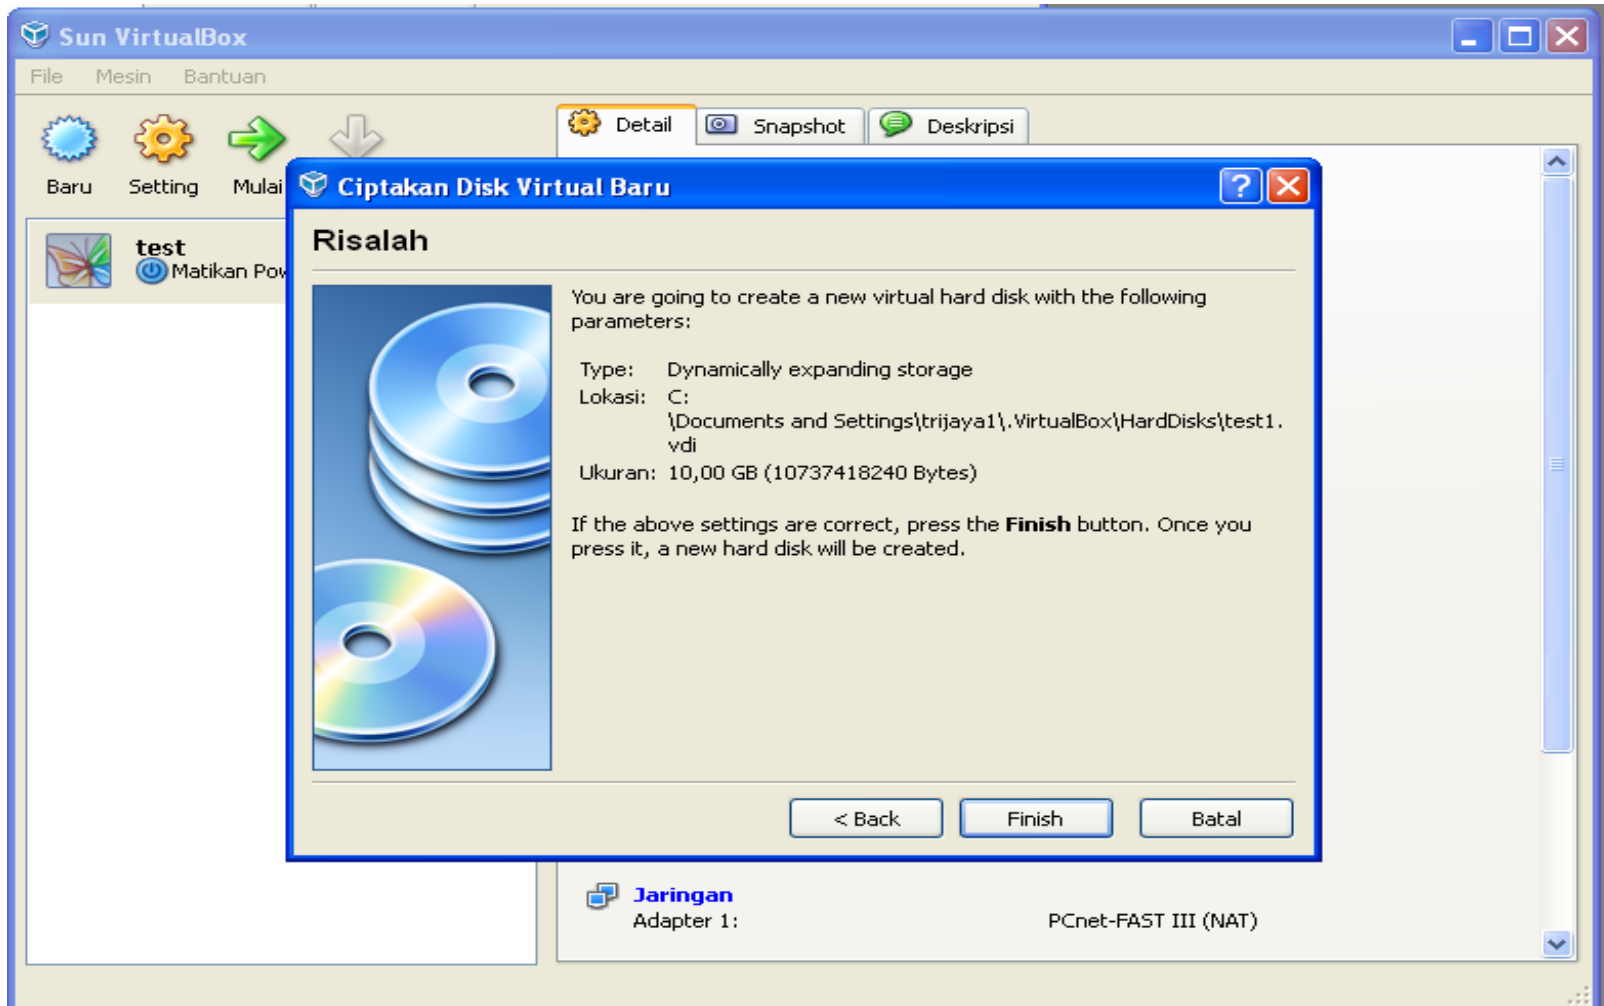 Sun VirtualBox
File Mesin Bantuan
Baru Setting Mulai
Detail Snapshot Deskripsi
test
Matikan Pow
Ciptakan Disk Virtual Baru
Risalah
You are going to create a new virtual hard disk with the following
parameters:
Type: Dynamically expanding storage
Lokasi: C:
\Documents and Settings\trijaya1\.VirtualBox\HardDisks\test1.
vdi
Ukuran: 10,00 GB (10737418240 Bytes)
If the above settings are correct, press the Finish button. Once you
press it, a new hard disk will be created.
< Back Finish Batal
Jaringan
Adapter 1: PCnet-FAST III (NAT)